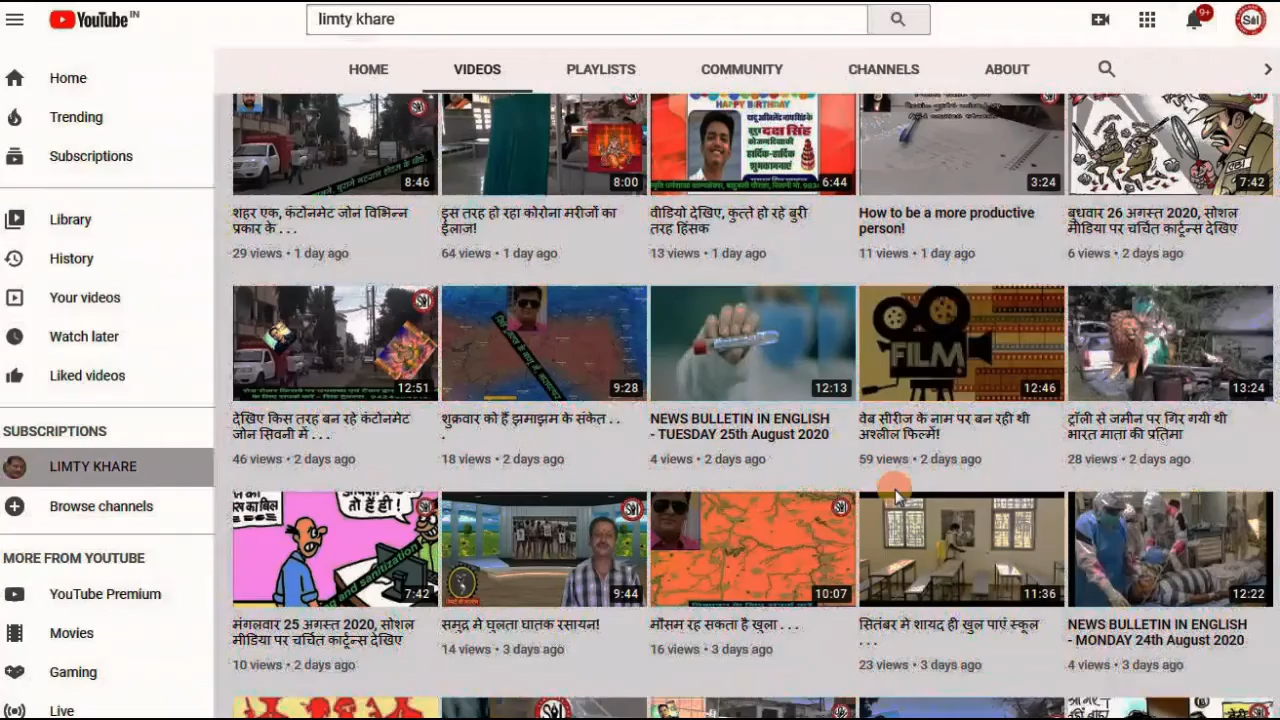 YouTube IN
limty khare
9+
Sai
HOME VIDEOS PLAYLISTS COMMUNITY CHANNELS ABOUT
Home
Trending
Subscriptions
Library
History
Your videos
Watch later
Liked videos
SUBSCRIPTIONS
LIMTY KHARE
Browse channels
MORE FROM YOUTUBE
YouTube Premium
Movies
Gaming
Live
HAPPY BIRTHDAY
दक्ष सिंह
8:46
8:00
6:44
3:24
7:42
शहर एक, कंटोनमेंट जोन विभिन्न
प्रकार के . . .
29 views • 1 day ago
इस तरह हो रहा कोरोना मरीजों का
ईलाज!
64 views • 1 day ago
वीडियो देखिए, कुत्ते हो रहे बुरी
तरह हिंसक
13 views • 1 day ago
How to be a more productive
person!
11 views • 1 day ago
बुधवार 26 अगस्त 2020, सोशल
मीडिया पर चर्चित कार्टून्स देखिए
6 views • 2 days ago
FILM
12:51
9:28
12:13
12:46
13:24
देखिए किस तरह बन रहे कंटोनमेंट
जोन सिवनी में . . .
46 views • 2 days ago
शुक्रवार को हैं झमाझम के संकेत . .
.
18 views • 2 days ago
NEWS BULLETIN IN ENGLISH
- TUESDAY 25th August 2020
4 views • 2 days ago
वेब सीरीज के नाम पर बन रही थी
अश्लील फिल्में!
59 views • 2 days ago
ट्रॉली से जमीन पर गिर गयी थी
भारत माता की प्रतिमा
28 views • 2 days ago
तो हैं ही!
and sanitization
7:42
9:44
10:07
11:36
12:22
मंगलवार 25 अगस्त 2020, सोशल
मीडिया पर चर्चित कार्टून्स देखिए
10 views • 2 days ago
समुद्र में घुलता घातक रसायन!
14 views • 3 days ago
मौसम रह सकता है खुला . . .
16 views • 3 days ago
सितंबर में शायद ही खुल पाएं स्कूल
. . .
23 views • 3 days ago
NEWS BULLETIN IN ENGLISH
- MONDAY 24th August 2020
4 views • 3 days ago